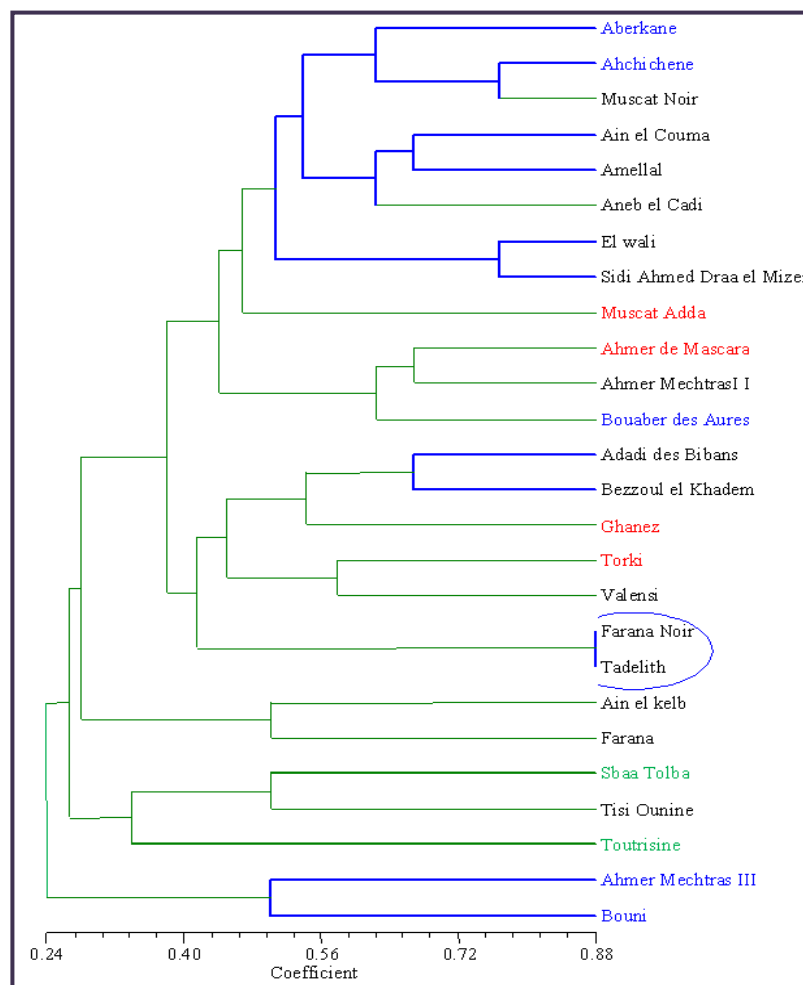 Aberkane
Ahchichene
Muscat Noir
Ain el Couma
Amellal
Aneb el Cadi
El wali
Sidi Ahmed Draa el Mize
Muscat Adda
Ahmer de Mascara
Ahmer MechtrasI I
Bouaber des Aures
Adadi des Bibans
Bezzoul el Khadem
Ghanez
Torki
Valensi
Farana Noir
Tadelith
Ain el kelb
Farana
Sbaa Tolba
Tisi Ounine
Toutrisine
Ahmer Mechtras III
Bouni
0.24 0.40 0.56 0.72 0.88
Coefficient